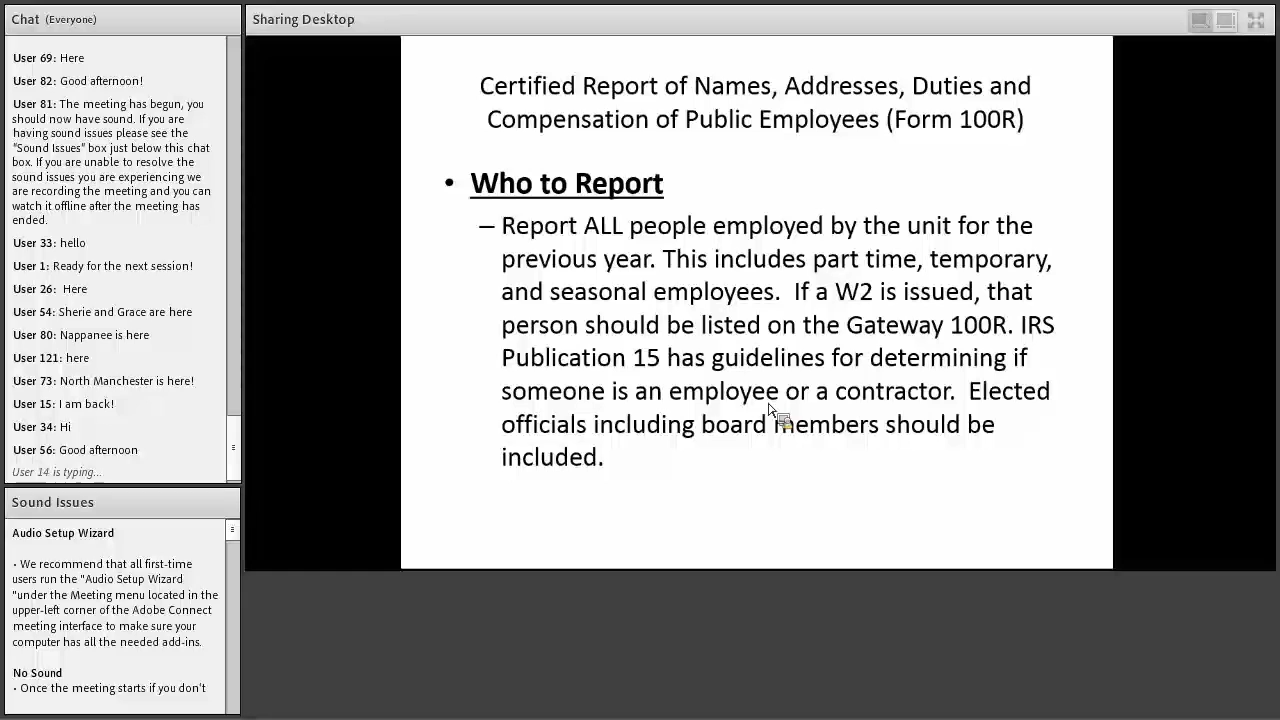 Chat (Everyone)
User 69: Here
User 82: Good afternoon!
User 81: The meeting has begun, you
should now have sound. If you are
having sound issues please see the
"Sound Issues" box just below this chat
box. If you are unable to resolve the
sound issues you are experiencing we
are recording the meeting and you can
watch it offline after the meeting has
ended.
User 33: hello
User 1: Ready for the next session!
User 26: Here
User 54: Sherie and Grace are here
User 80: Nappanee is here
User 121: here
User 73: North Manchester is here!
User 15: I am back!
User 34: Hi
User 56: Good afternoon
User 14 is typing...
Sound Issues
Audio Setup Wizard
• We recommend that all first-time
users run the "Audio Setup Wizard
"under the Meeting menu located in the
upper-left corner of the Adobe Connect
meeting interface to make sure your
computer has all the needed add-ins.
No Sound
• Once the meeting starts if you don't
Sharing Desktop
Certified Report of Names, Addresses, Duties and
Compensation of Public Employees (Form 100R)
• Who to Report
– Report ALL people employed by the unit for the
previous year. This includes part time, temporary,
and seasonal employees. If a W2 is issued, that
person should be listed on the Gateway 100R. IRS
Publication 15 has guidelines for determining if
someone is an employee or a contractor. Elected
officials including board members should be
included.